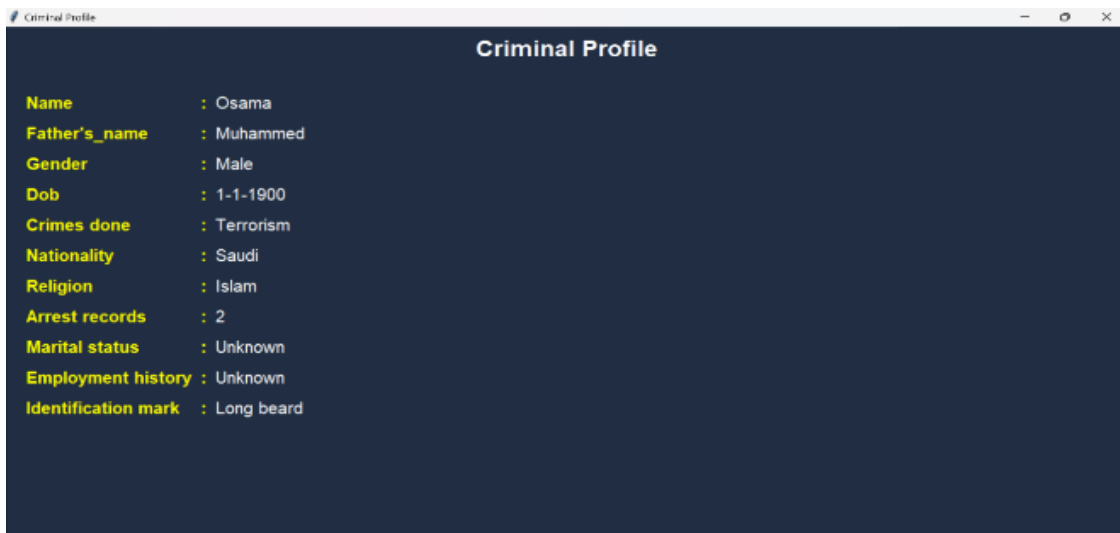 Criminal Profile
Criminal Profile
Name : Osama
Father's_name : Muhammed
Gender : Male
Dob : 1-1-1900
Crimes done : Terrorism
Nationality : Saudi
Religion : Islam
Arrest records : 2
Marital status : Unknown
Employment history : Unknown
Identification mark : Long beard